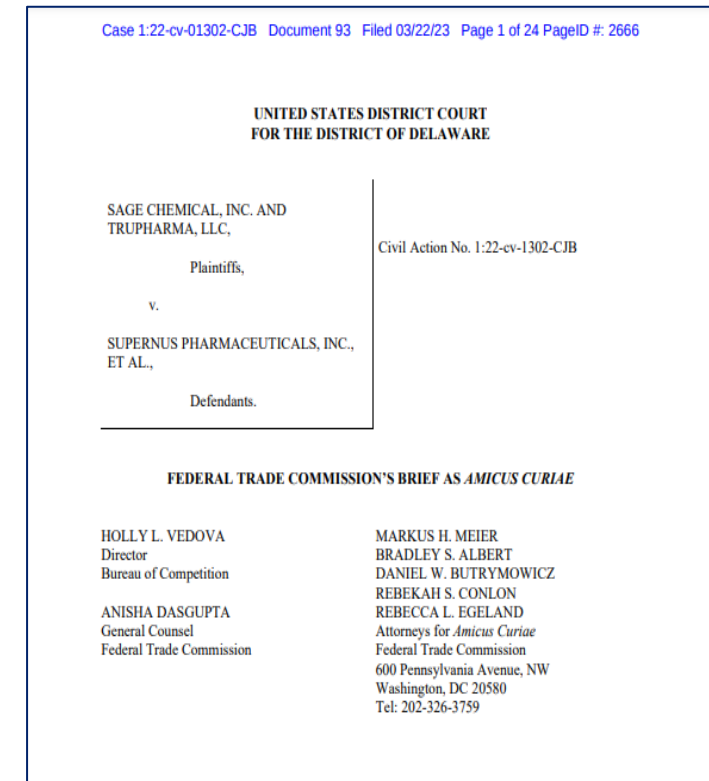 Case 1:22-cv-01302-CJB Document 93 Filed 03/22/23 Page 1 of 24 PageID #: 2666
UNITED STATES DISTRICT COURT
FOR THE DISTRICT OF DELAWARE
SAGE CHEMICAL, INC. AND
TRUPHARMA, LLC,
Plaintiffs,
v.
SUPERNUS PHARMACEUTICALS, INC.,
ET AL.,
Defendants.
Civil Action No. 1:22-cv-1302-CJB
FEDERAL TRADE COMMISSION'S BRIEF AS AMICUS CURIAE
HOLLY L. VEDOVA
Director
Bureau of Competition
ANISHA DASGUPTA
General Counsel
Federal Trade Commission
MARKUS H. MEIER
BRADLEY S. ALBERT
DANIEL W. BUTRYMOWICZ
REBEKAH S. CONLON
REBECCA L. EGELAND
Attorneys for Amicus Curiae
Federal Trade Commission
600 Pennsylvania Avenue, NW
Washington, DC 20580
Tel: 202-326-3759